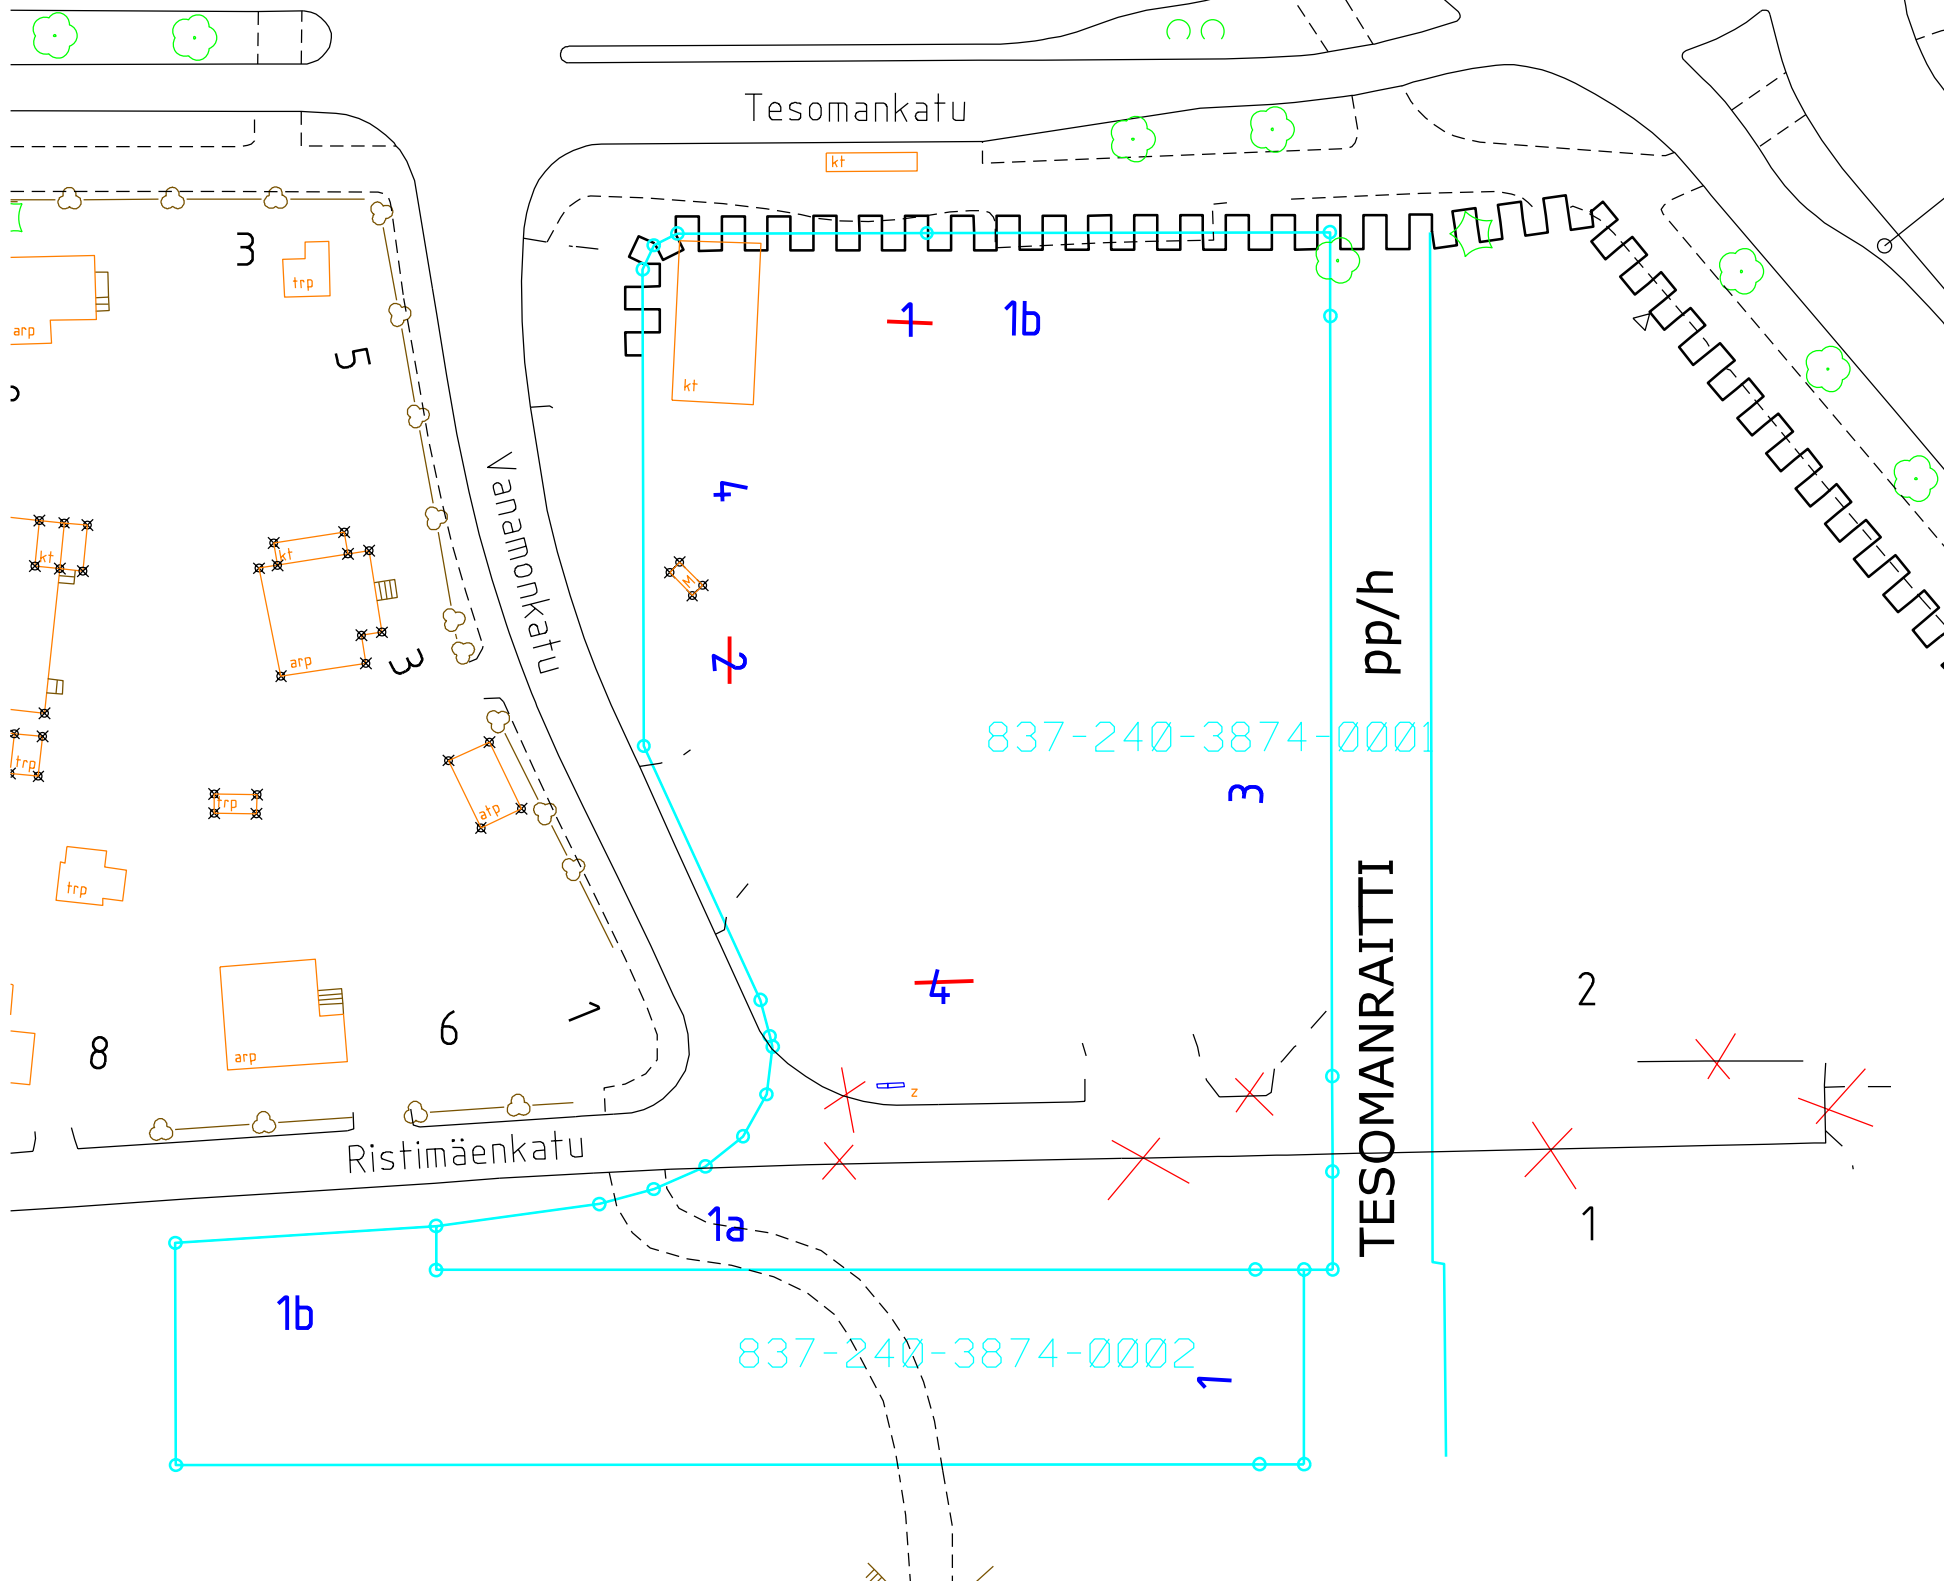 Tesomankatu
kt
3
trp
arp
5
1
1b
kt
Vanamonkatu
4
kt
kt
M
pp/h
arp
3
2
837-240-3874-0001
trp
trp
atp
3
trp
TESOMANRAITTI
4
2
1
6
8
arp
z
Ristimäenkatu
1a
1
1b
837-240-3874-0002
1